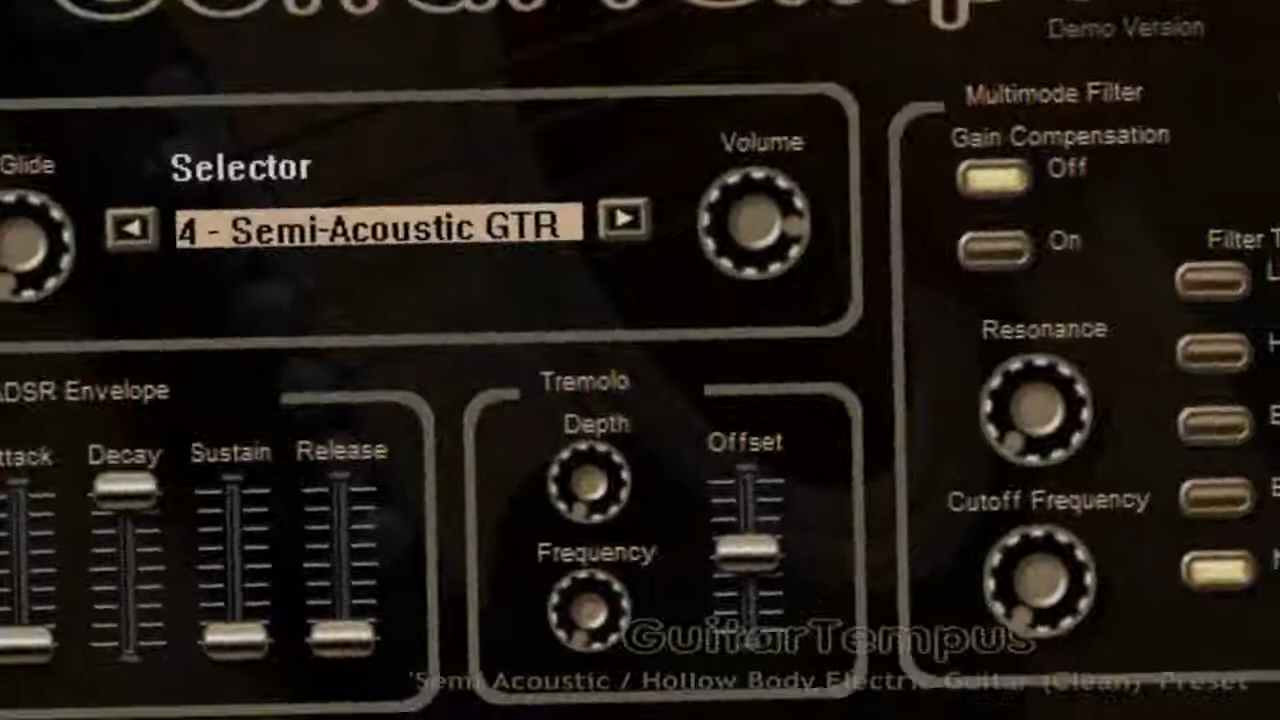 Demo Version
Multimode Filter
Gain Compensation
Off
On
Glide
Selector
4 - Semi-Acoustic GTR
Volume
Filter
Resonance
Cutoff Frequency
ADSR Envelope
Decay
Sustain
Release
Tremolo
Depth
Offset
Frequency
GuitarTempus
'Semi Acoustic / Hollow Body Electric Guitar (Clean)' Preset